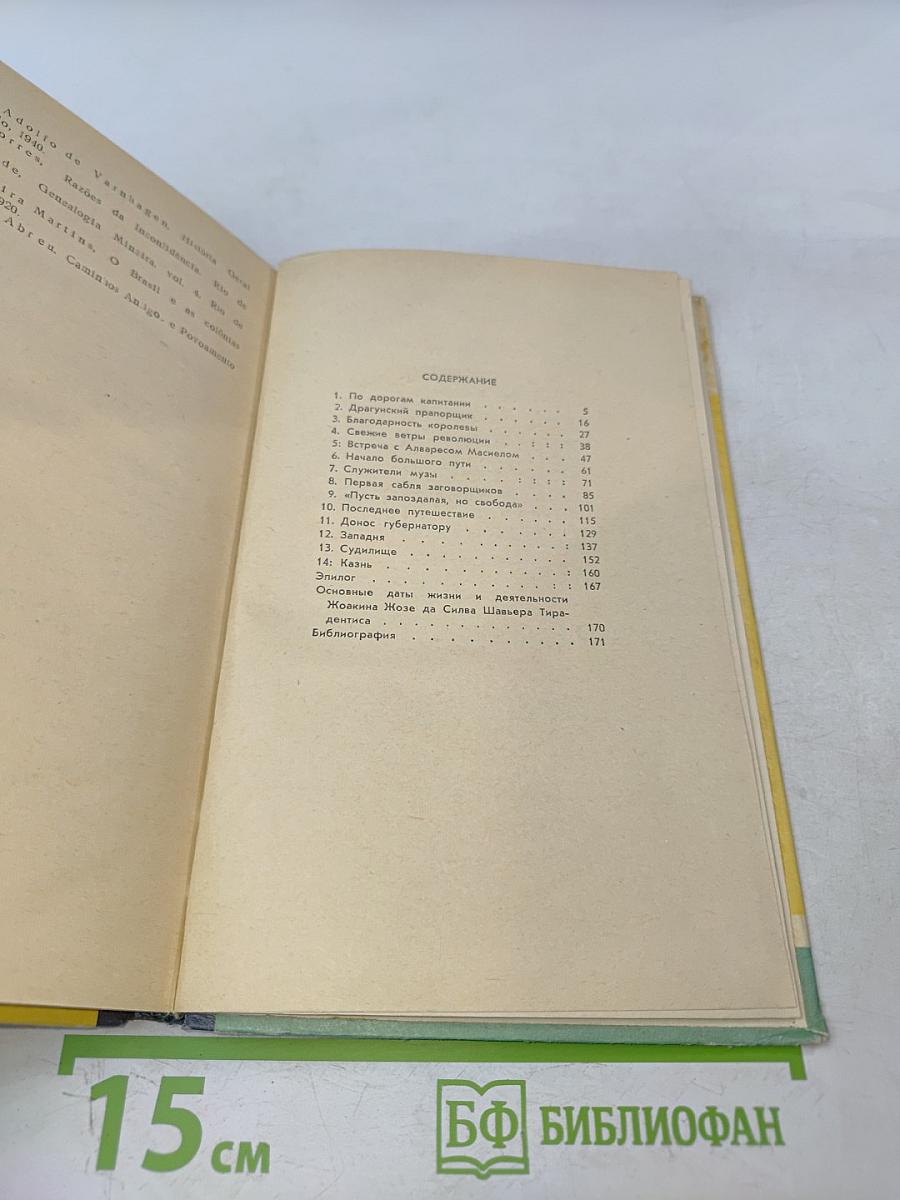 Adolfo de Varnhagen, História Geral
1940.
Razões da Inconfidência. Rio de
Genealogia Mineira, vol. 4. Rio de
Martins, O Brasil e as colônias
920.
Abreu, Caminhos Antigo. e Povoamento
СОДЕРЖАНИЕ
1. По дорогам капитании . . . . . . 5
2. Драгунский прапорщик . . . . . . 16
3. Благодарность королевы . . . . . . 27
4. Свежие ветры революции . . : : : 38
5: Встреча с Алваресом Масиелом . . . 47
6. Начало большого пути . . . . . . 61
7. Служители музы . . . . : : : : 71
8. Первая сабля заговорщиков . . . . 85
9. «Пусть запоздалая, но свобода» . . . 101
10. Последнее путешествие . . . . . . 115
11. Донос губернатору . . . . . . . 129
12. Западня . . . . . . . . . . : 137
13. Судилище . . . . . . . . . . 152
14: Казнь . . . . . . . . . . . : 160
Эпилог . . . . . . . . . . : : : 167
Основные даты жизни и деятельности
Жоакина Жозе да Силва Шавьера Тира-
дентиса . . . . . . . . . . . . 170
Библиография . . . . . . . . . . 171
15 см
БФ БИБЛИОФАН